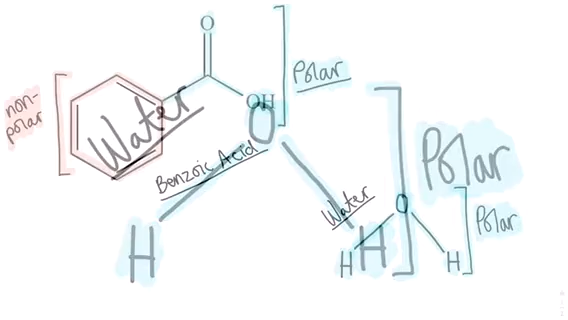 O
OH
Polar
non-
polar
Water
O
Benzoic Acid
Polar
Water
O
Polar
H
H
H
H